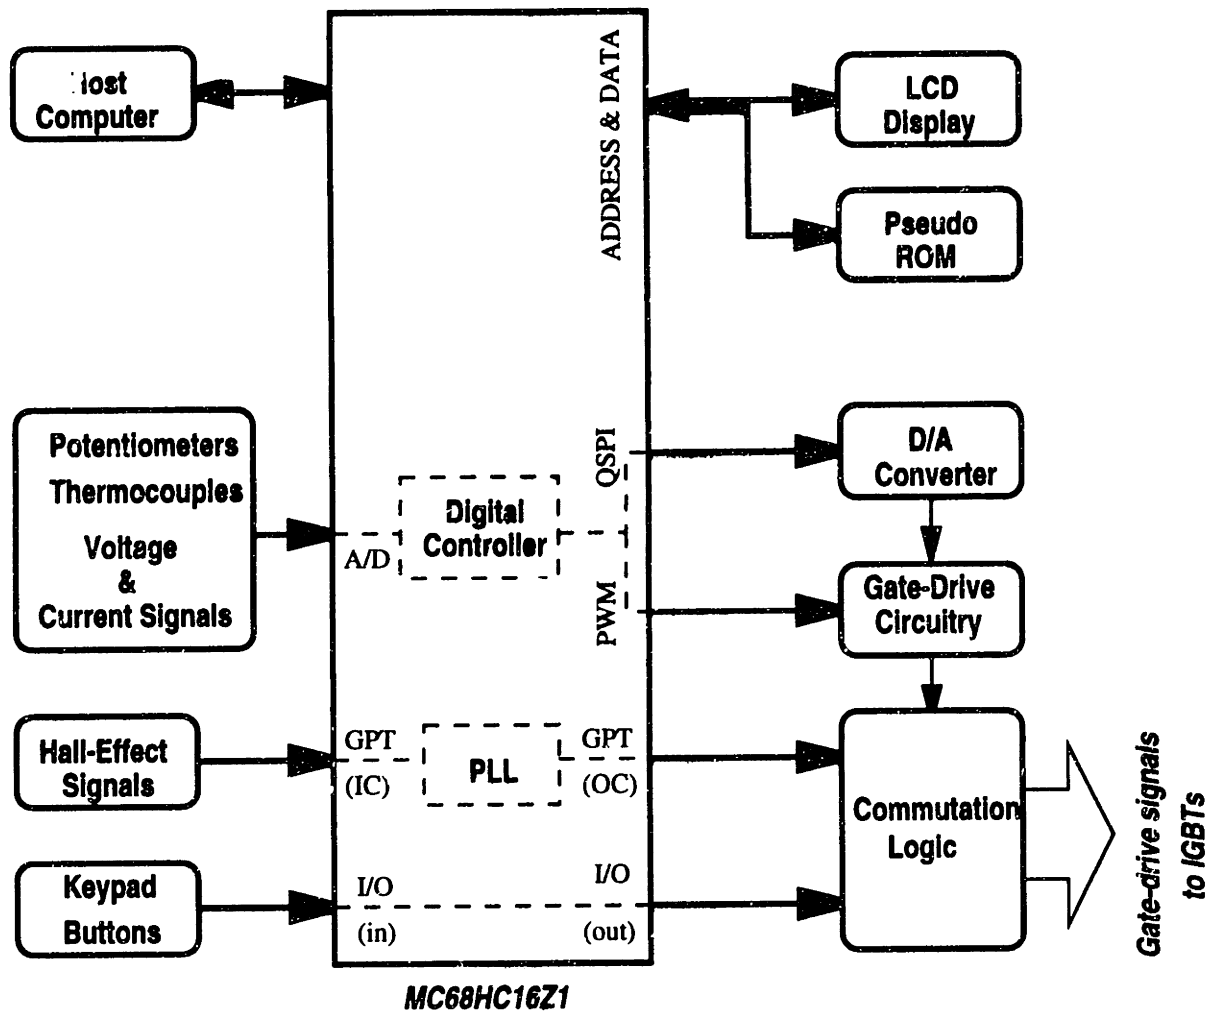 Host
Computer
ADDRESS & DATA
LCD
Display
Pseudo
ROM
Potentiometers
Thermocouples
Voltage
&
Current Signals
A/D
Digital
Controller
QSPI
PWM
D/A
Converter
Gate-Drive
Circuitry
Hall-Effect
Signals
GPT
(IC)
PLL
GPT
(OC)
Commutation
Logic
Keypad
Buttons
I/O
(in)
I/O
(out)
Gate-drive signals
to IGBTs
MC68HC16Z1